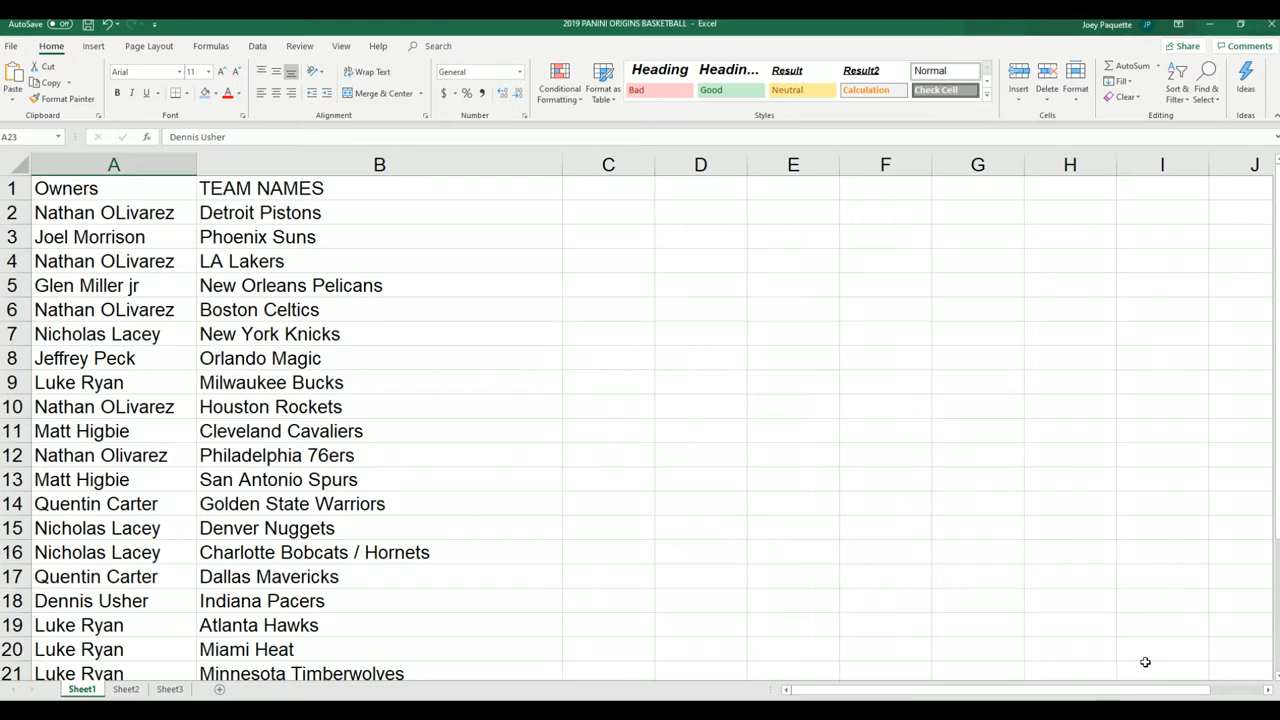 AutoSave Off
2019 PANINI ORIGINS BASKETBALL - Excel
Joey Paquette JP
File Home Insert Page Layout Formulas Data Review View Help Search Share Comments
Paste Cut Copy Format Painter Clipboard
Arial 11 B I U Font
Wrap Text Merge & Center Alignment
General $ % Number
Conditional Formatting Format as Table
Heading Headin... Result Result2 Normal
Bad Good Neutral Calculation Check Cell
Styles
Insert Delete Format Cells
AutoSum Fill Clear Sort & Filter Find & Select Editing
Ideas Ideas
A23 fx Dennis Usher
A B C D E F G H I J
1 Owners TEAM NAMES
2 Nathan OLivarez Detroit Pistons
3 Joel Morrison Phoenix Suns
4 Nathan OLivarez LA Lakers
5 Glen Miller jr New Orleans Pelicans
6 Nathan OLivarez Boston Celtics
7 Nicholas Lacey New York Knicks
8 Jeffrey Peck Orlando Magic
9 Luke Ryan Milwaukee Bucks
10 Nathan OLivarez Houston Rockets
11 Matt Higbie Cleveland Cavaliers
12 Nathan Olivarez Philadelphia 76ers
13 Matt Higbie San Antonio Spurs
14 Quentin Carter Golden State Warriors
15 Nicholas Lacey Denver Nuggets
16 Nicholas Lacey Charlotte Bobcats / Hornets
17 Quentin Carter Dallas Mavericks
18 Dennis Usher Indiana Pacers
19 Luke Ryan Atlanta Hawks
20 Luke Ryan Miami Heat
21 Luke Ryan Minnesota Timberwolves
Sheet1 Sheet2 Sheet3